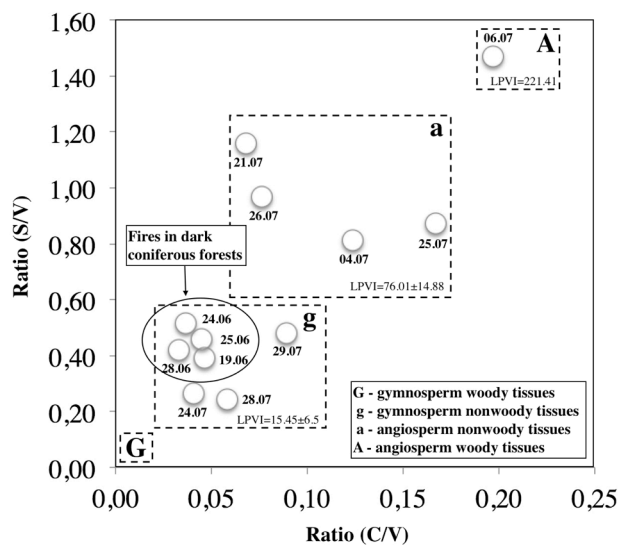 1,60
06.07
A
1,40
LPVI=221.41
1,20
a
21.07
1,00
26.07
25.07
Ratio (S/V)
Fires in dark
coniferous forests
0,80
04.07
LPVI=76.01±14.88
0,60
g
24.06
25.06
29.07
0,40
28.06
19.06
24.07
28.07
0,20
LPVI=15.45±6.5
G - gymnosperm woody tissues
g - gymnosperm nonwoody tissues
a - angiosperm nonwoody tissues
A - angiosperm woody tissues
G
0,00
0,00 0,05 0,10 0,15 0,20 0,25
Ratio (C/V)